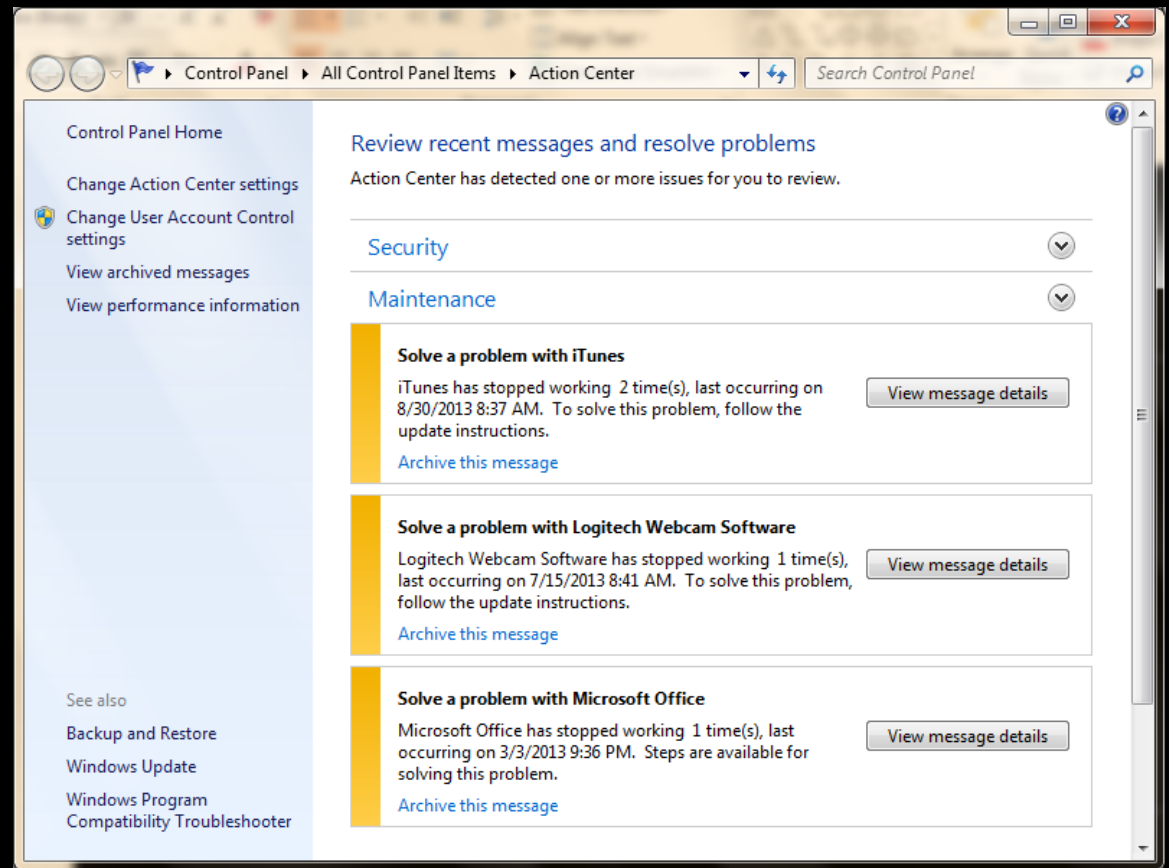 Control Panel ▸ All Control Panel Items ▸ Action Center
Search Control Panel
Control Panel Home
Change Action Center settings
Change User Account Control
settings
View archived messages
View performance information
See also
Backup and Restore
Windows Update
Windows Program
Compatibility Troubleshooter
Review recent messages and resolve problems
Action Center has detected one or more issues for you to review.
Security
Maintenance
Solve a problem with iTunes
iTunes has stopped working 2 time(s), last occurring on
8/30/2013 8:37 AM. To solve this problem, follow the
update instructions.
View message details
Archive this message
Solve a problem with Logitech Webcam Software
Logitech Webcam Software has stopped working 1 time(s),
last occurring on 7/15/2013 8:41 AM. To solve this problem,
follow the update instructions.
View message details
Archive this message
Solve a problem with Microsoft Office
Microsoft Office has stopped working 1 time(s), last
occurring on 3/3/2013 9:36 PM. Steps are available for
solving this problem.
View message details
Archive this message